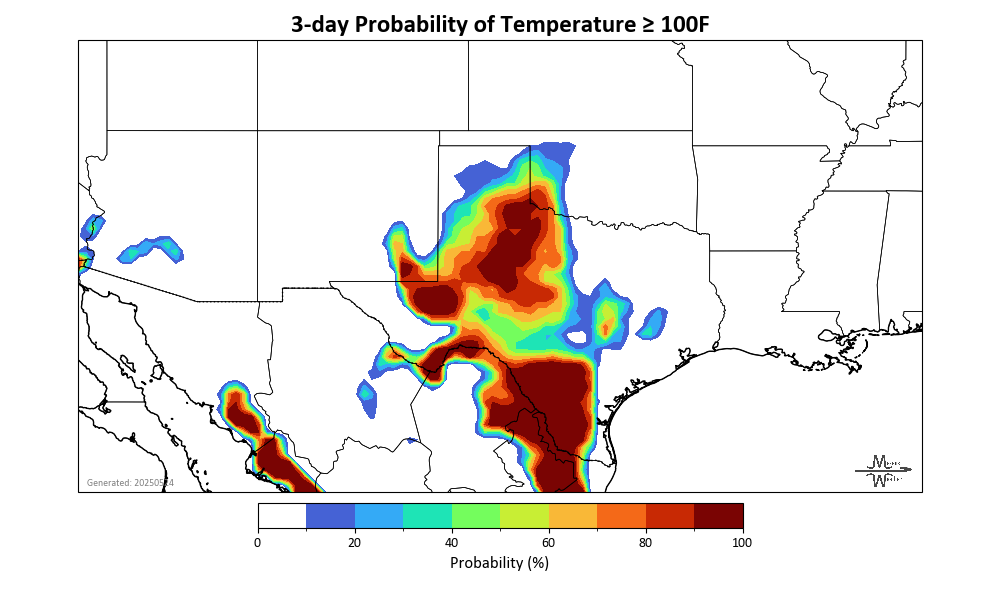 3-day Probability of Temperature ≥ 100F
Generated: 20250524
0 20 40 60 80 100
Probability (%)